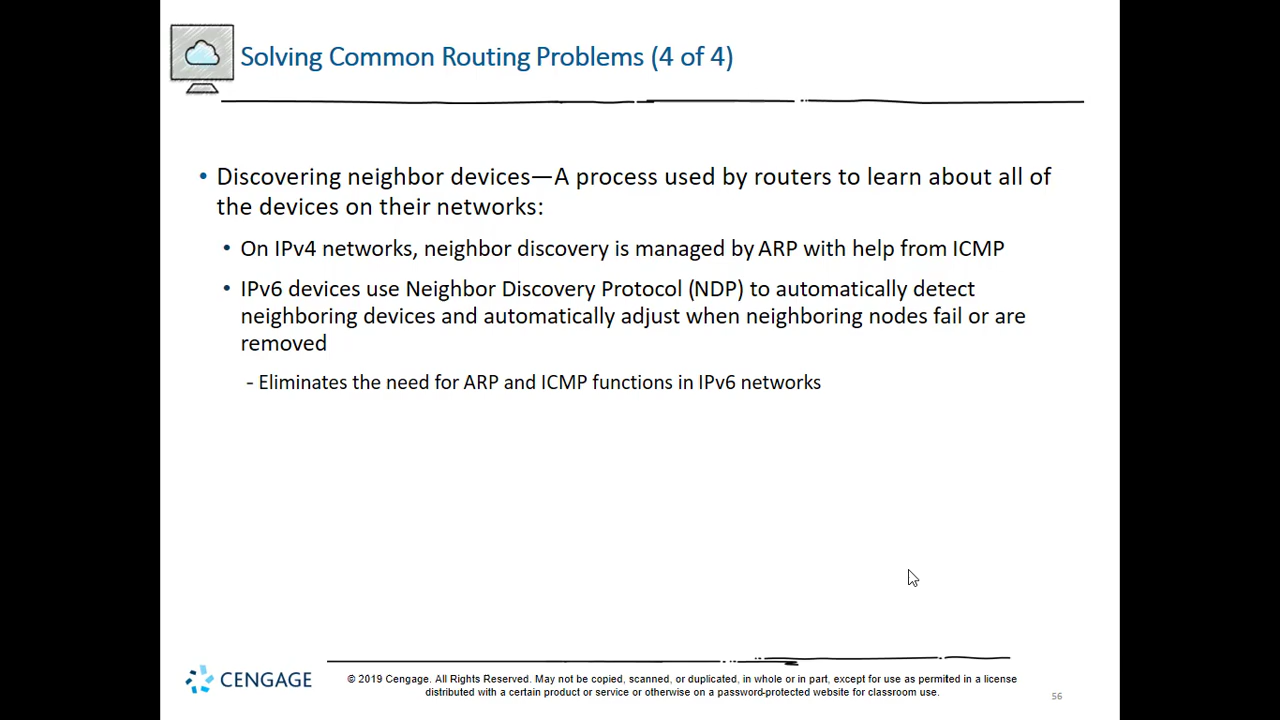 Solving Common Routing Problems (4 of 4)
• Discovering neighbor devices—A process used by routers to learn about all of
the devices on their networks:
• On IPv4 networks, neighbor discovery is managed by ARP with help from ICMP
• IPv6 devices use Neighbor Discovery Protocol (NDP) to automatically detect
neighboring devices and automatically adjust when neighboring nodes fail or are
removed
- Eliminates the need for ARP and ICMP functions in IPv6 networks
CENGAGE
© 2019 Cengage. All Rights Reserved. May not be copied, scanned, or duplicated, in whole or in part, except for use as permitted in a license
distributed with a certain product or service or otherwise on a password-protected website for classroom use.
56